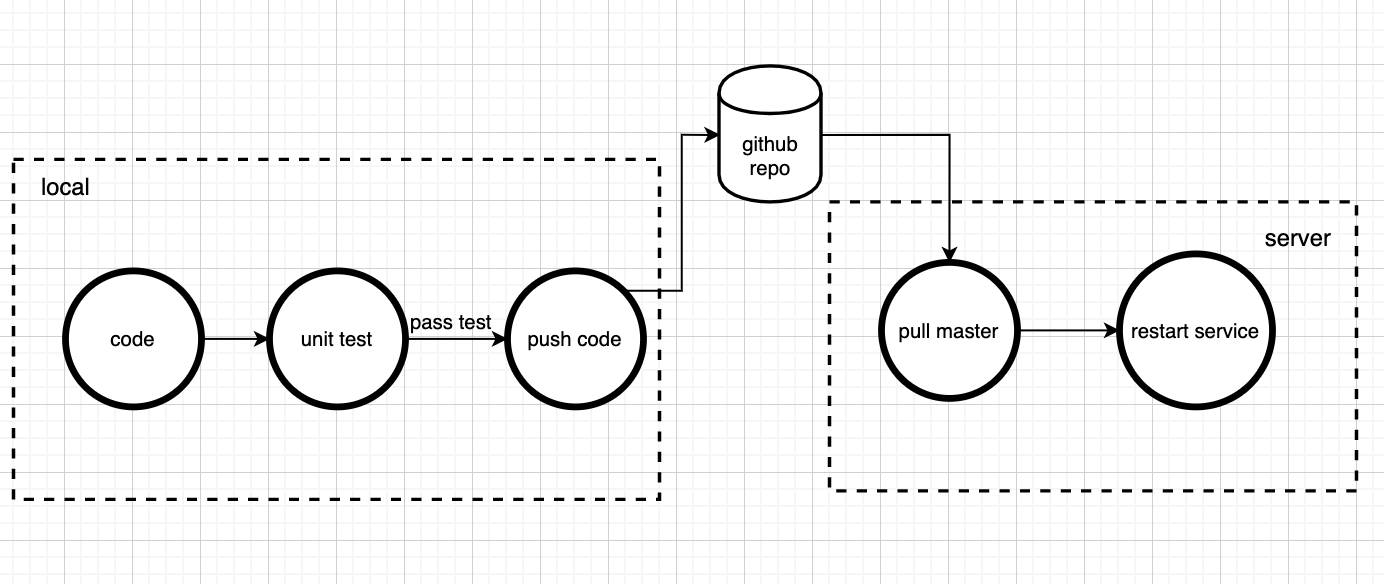 local
code
unit test
pass test
push code
github
repo
server
pull master
restart service